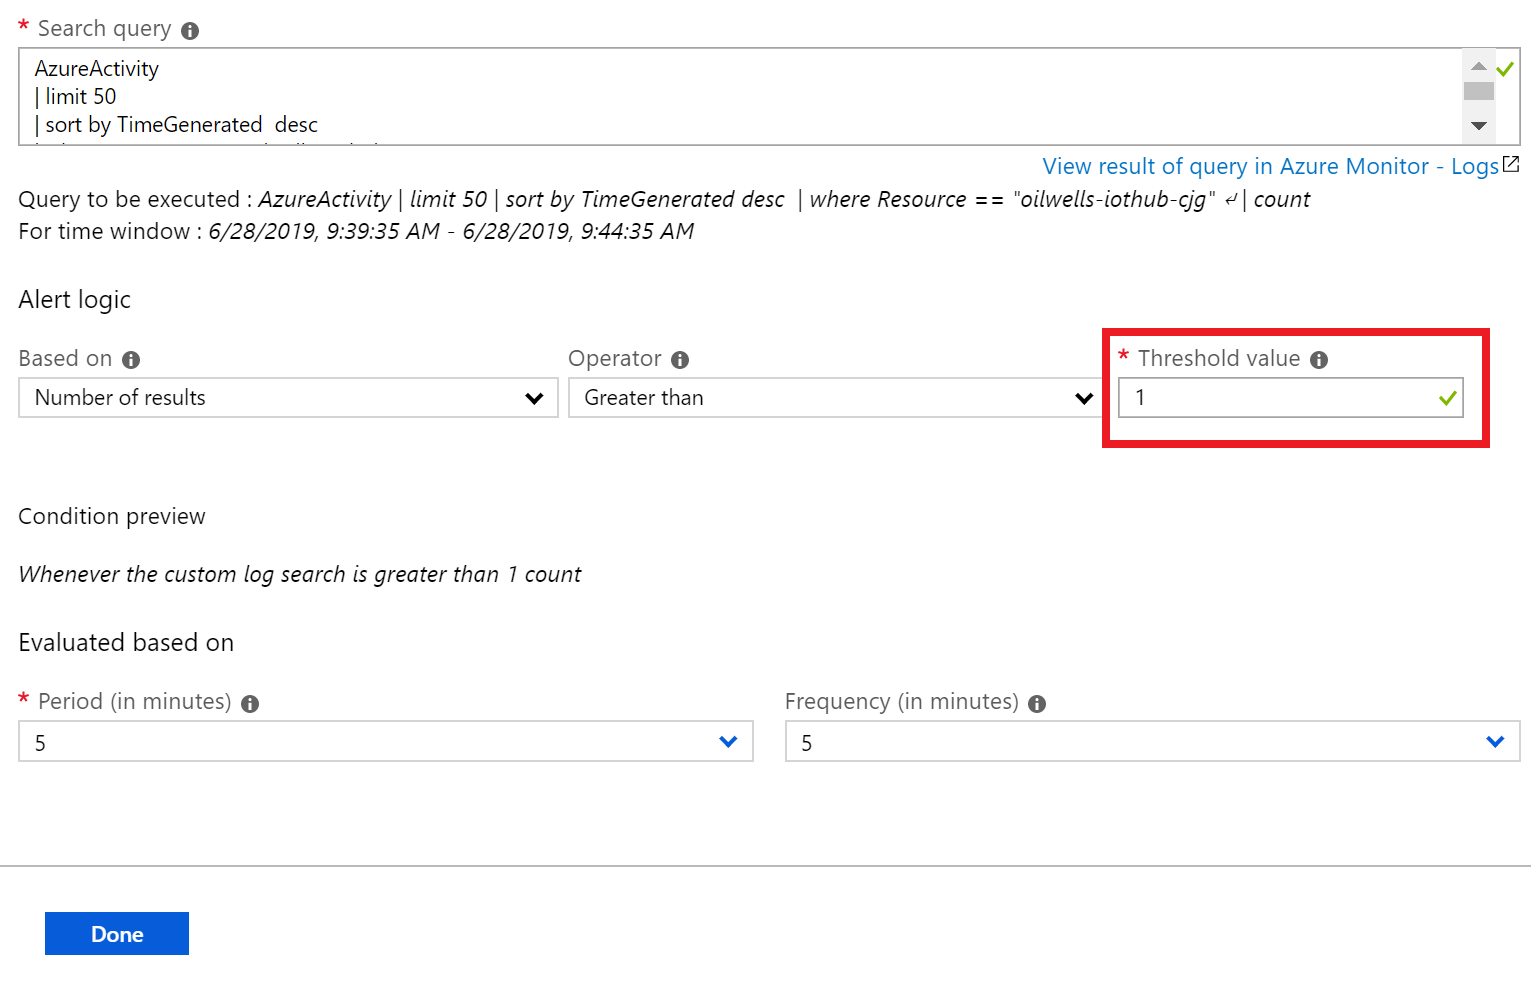 * Search query
AzureActivity
| limit 50
| sort by TimeGenerated  desc
View result of query in Azure Monitor - Logs
Query to be executed : AzureActivity | limit 50 | sort by TimeGenerated desc  | where Resource == "oilwells-iothub-cjg" ↵ | count
For time window : 6/28/2019, 9:39:35 AM - 6/28/2019, 9:44:35 AM
Alert logic
Based on
Operator
* Threshold value
Number of results
Greater than
1
Condition preview
Whenever the custom log search is greater than 1 count
Evaluated based on
* Period (in minutes)
Frequency (in minutes)
5
5
Done